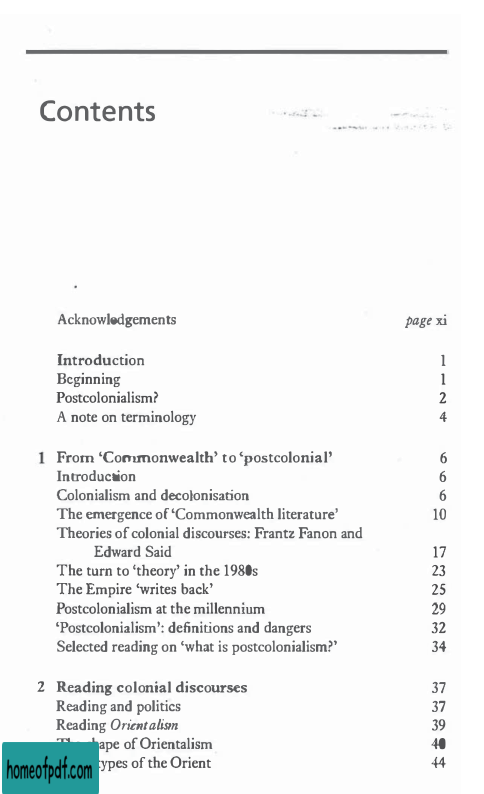 Contents
Acknowledgements page xi
Introduction 1
Beginning 1
Postcolonialism? 2
A note on terminology 4
1 From ‘Commonwealth’ to ‘postcolonial’ 6
Introduction 6
Colonialism and decolonisation 6
The emergence of ‘Commonwealth literature’ 10
Theories of colonial discourses: Frantz Fanon and
Edward Said 17
The turn to ‘theory’ in the 1980s 23
The Empire ‘writes back’ 25
Postcolonialism at the millennium 29
‘Postcolonialism’: definitions and dangers 32
Selected reading on ‘what is postcolonialism?’ 34
2 Reading colonial discourses 37
Reading and politics 37
Reading Orientalism 39
The shape of Orientalism 40
types of the Orient 44
homeofpdf.com